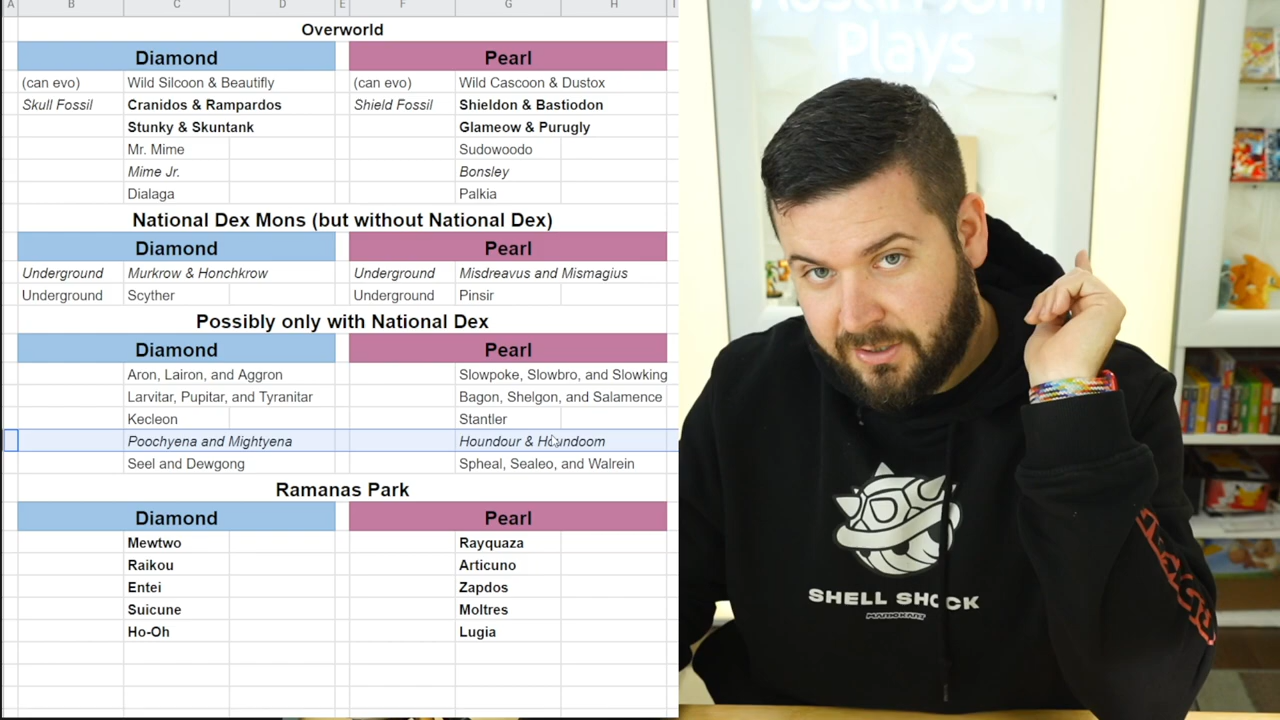 A B C D E F G H I
Overworld
Diamond Pearl
(can evo) Wild Silcoon & Beautifly (can evo) Wild Cascoon & Dustox
Skull Fossil Cranidos & Rampardos Shield Fossil Shieldon & Bastiodon
Stunky & Skuntank Glameow & Purugly
Mr. Mime Sudowoodo
Mime Jr. Bonsley
Dialaga Palkia
National Dex Mons (but without National Dex)
Diamond Pearl
Underground Murkrow & Honchkrow Underground Misdreavus and Mismagius
Underground Scyther Underground Pinsir
Possibly only with National Dex
Diamond Pearl
Aron, Lairon, and Aggron Slowpoke, Slowbro, and Slowking
Larvitar, Pupitar, and Tyranitar Bagon, Shelgon, and Salamence
Kecleon Stantler
Poochyena and Mightyena Houndour & Houndoom
Seel and Dewgong Spheal, Sealeo, and Walrein
Ramanas Park
Diamond Pearl
Mewtwo Rayquaza
Raikou Articuno
Entei Zapdos
Suicune Moltres
Ho-Oh Lugia
Austin John
Plays
SHELL SHOCK
MARIO KART